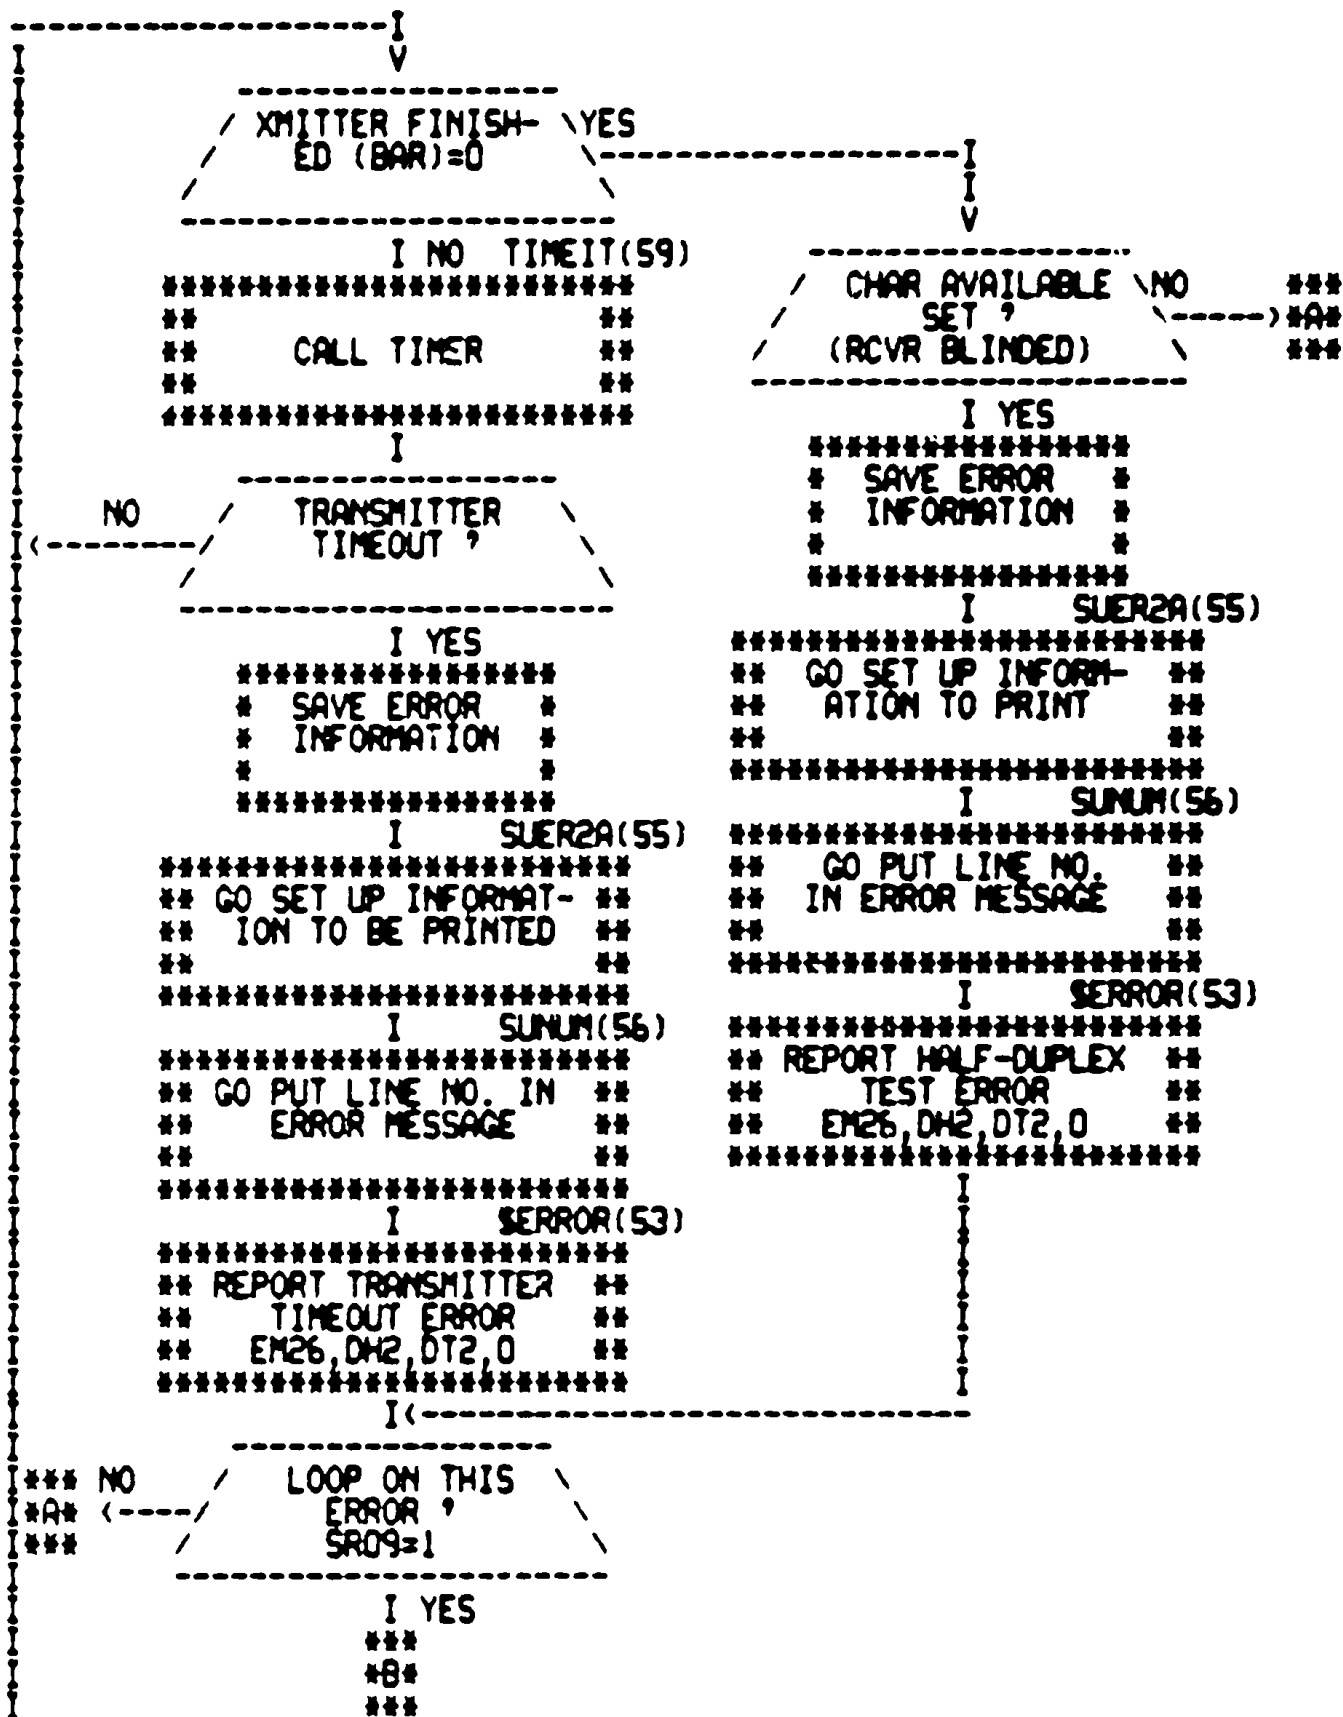 XMITTER FINISH-
ED (BAR)=0
YES
I NO TIMEIT(59)
CALL TIMER
TRANSMITTER
TIMEOUT ?
NO
I YES
SAVE ERROR
INFORMATION
I SUER2A(55)
GO SET UP INFORMAT-
ION TO BE PRINTED
I SUNUM(56)
GO PUT LINE NO. IN
ERROR MESSAGE
I $ERROR(53)
REPORT TRANSMITTER
TIMEOUT ERROR
EM26,DH2,DT2,0
CHAR AVAILABLE
SET ?
(RCVR BLINDED)
NO
*A*
I YES
SAVE ERROR
INFORMATION
I SUER2A(55)
GO SET UP INFORM-
ATION TO PRINT
I SUNUM(56)
GO PUT LINE NO.
IN ERROR MESSAGE
I $ERROR(53)
REPORT HALF-DUPLEX
TEST ERROR
EM26,DH2,DT2,0
LOOP ON THIS
ERROR ?
SR09=1
NO
*A*
I YES
*B*